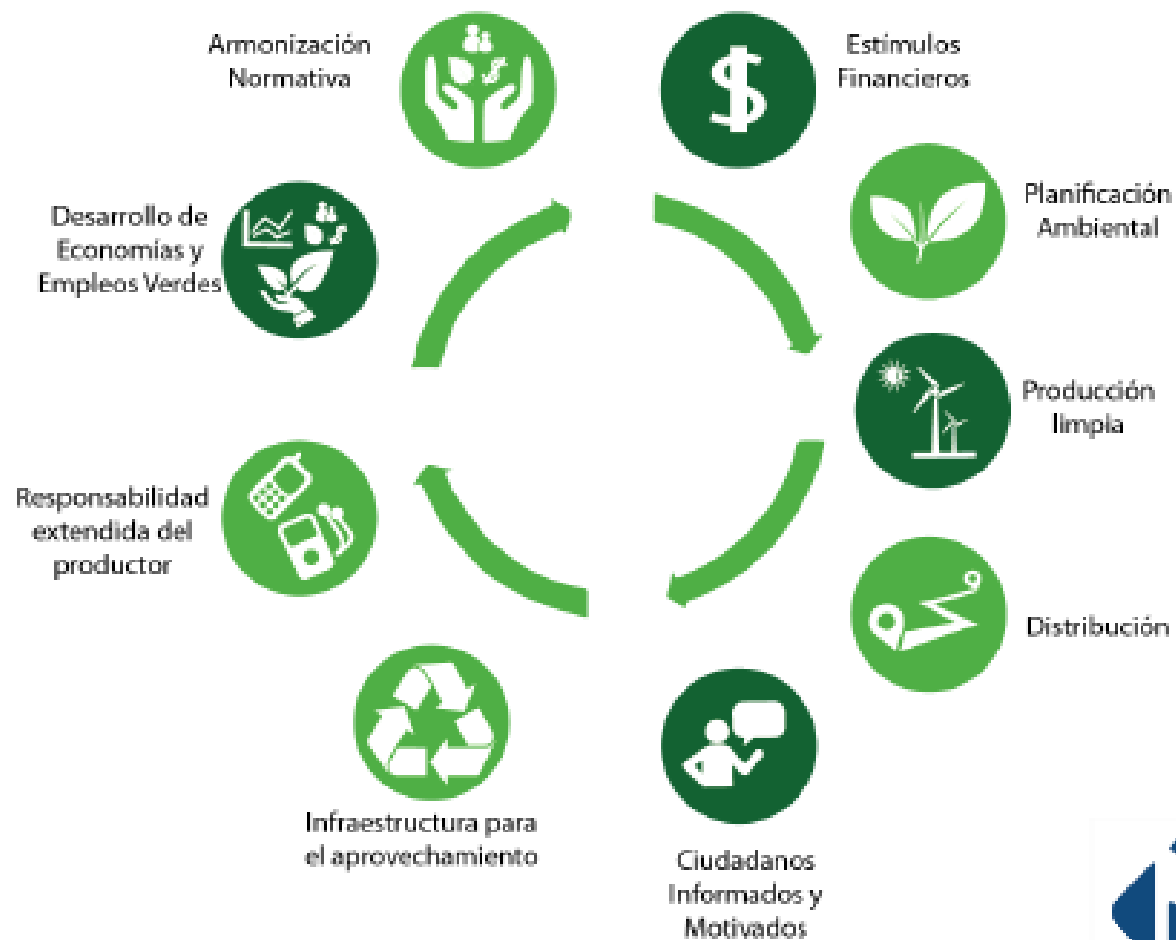 Armonización
Normativa
Estímulos
Financieros
Planificación
Ambiental
Producción
limpia
Distribución
Ciudadanos
Informados y
Motivados
Infraestructura para
el aprovechamiento
Responsabilidad
extendida del
productor
Desarrollo de
Economías y
Empleos Verdes